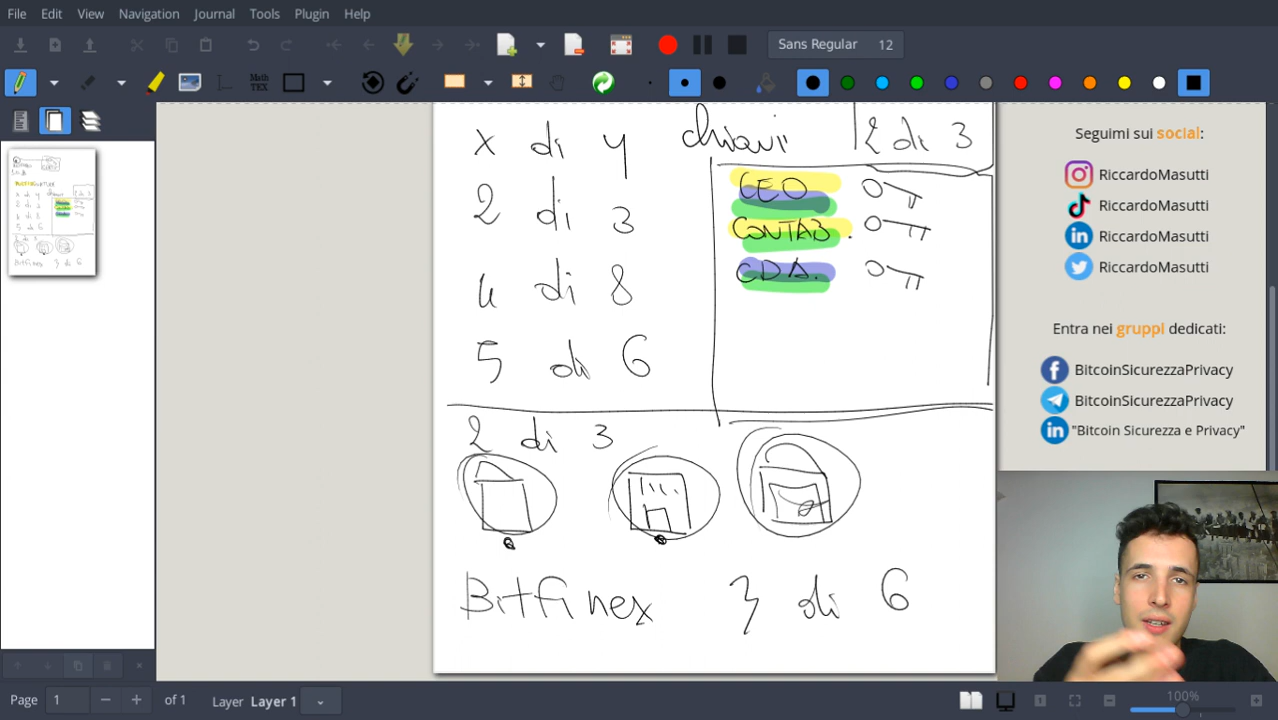 File Edit View Navigation Journal Tools Plugin Help
Sans Regular 12
Math TEX
x di y chiavi 2 di 3
2 di 3
4 di 8
5 di 6
CEO
CONTAB.
CDA.
2 di 3
Bitfinex 3 di 6
Seguimi sui social:
RiccardoMasutti
RiccardoMasutti
RiccardoMasutti
RiccardoMasutti
Entra nei gruppi dedicati:
BitcoinSicurezzaPrivacy
BitcoinSicurezzaPrivacy
"Bitcoin Sicurezza e Privacy"
Page 1 of 1 Layer Layer 1 100%